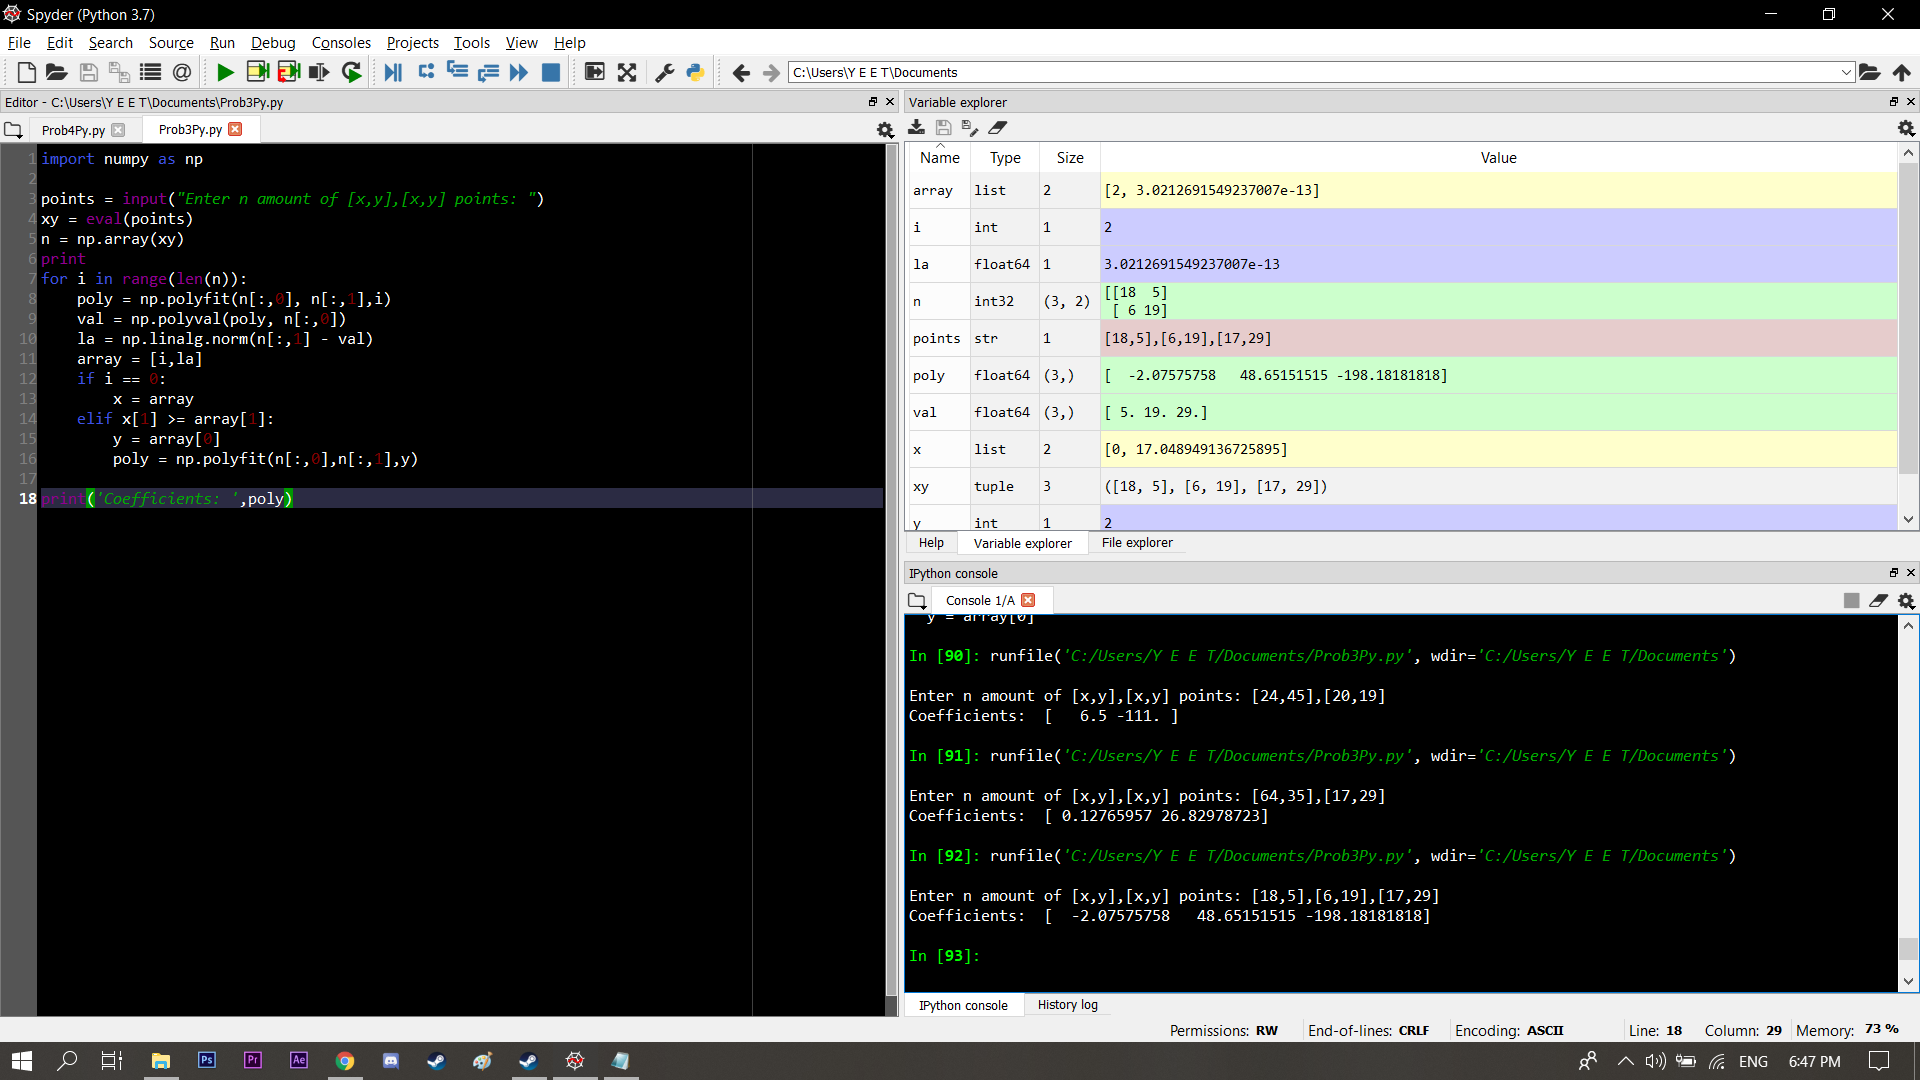 Spyder (Python 3.7)
File Edit Search Source Run Debug Consoles Projects Tools View Help
C:\Users\Y E E T\Documents
Editor - C:\Users\Y E E T\Documents\Prob3Py.py
Prob4Py.py Prob3Py.py
1 import numpy as np
2
3 points = input("Enter n amount of [x,y],[x,y] points: ")
4 xy = eval(points)
5 n = np.array(xy)
6 print
7 for i in range(len(n)):
8     poly = np.polyfit(n[:,0], n[:,1],i)
9     val = np.polyval(poly, n[:,0])
10     la = np.linalg.norm(n[:,1] - val)
11     array = [i,la]
12     if i == 0:
13         x = array
14     elif x[1] >= array[1]:
15         y = array[0]
16         poly = np.polyfit(n[:,0],n[:,1],y)
17
18 print('Coefficients: ',poly)
Variable explorer
Name Type Size Value
array list 2 [2, 3.0212691549237007e-13]
i int 1 2
la float64 1 3.0212691549237007e-13
n int32 (3, 2) [[18  5]
 [ 6 19]
points str 1 [18,5],[6,19],[17,29]
poly float64 (3,) [  -2.07575758   48.65151515 -198.18181818]
val float64 (3,) [ 5. 19. 29.]
x list 2 [0, 17.048949136725895]
xy tuple 3 ([18, 5], [6, 19], [17, 29])
y int 1 2
Help Variable explorer File explorer
IPython console
Console 1/A
y = array[0]
In [90]: runfile('C:/Users/Y E E T/Documents/Prob3Py.py', wdir='C:/Users/Y E E T/Documents')
Enter n amount of [x,y],[x,y] points: [24,45],[20,19]
Coefficients:  [   6.5 -111. ]
In [91]: runfile('C:/Users/Y E E T/Documents/Prob3Py.py', wdir='C:/Users/Y E E T/Documents')
Enter n amount of [x,y],[x,y] points: [64,35],[17,29]
Coefficients:  [ 0.12765957 26.82978723]
In [92]: runfile('C:/Users/Y E E T/Documents/Prob3Py.py', wdir='C:/Users/Y E E T/Documents')
Enter n amount of [x,y],[x,y] points: [18,5],[6,19],[17,29]
Coefficients:  [  -2.07575758   48.65151515 -198.18181818]
In [93]:
IPython console History log
Permissions: RW End-of-lines: CRLF Encoding: ASCII Line: 18 Column: 29 Memory: 73 %
Ps Pr Ae ENG 6:47 PM